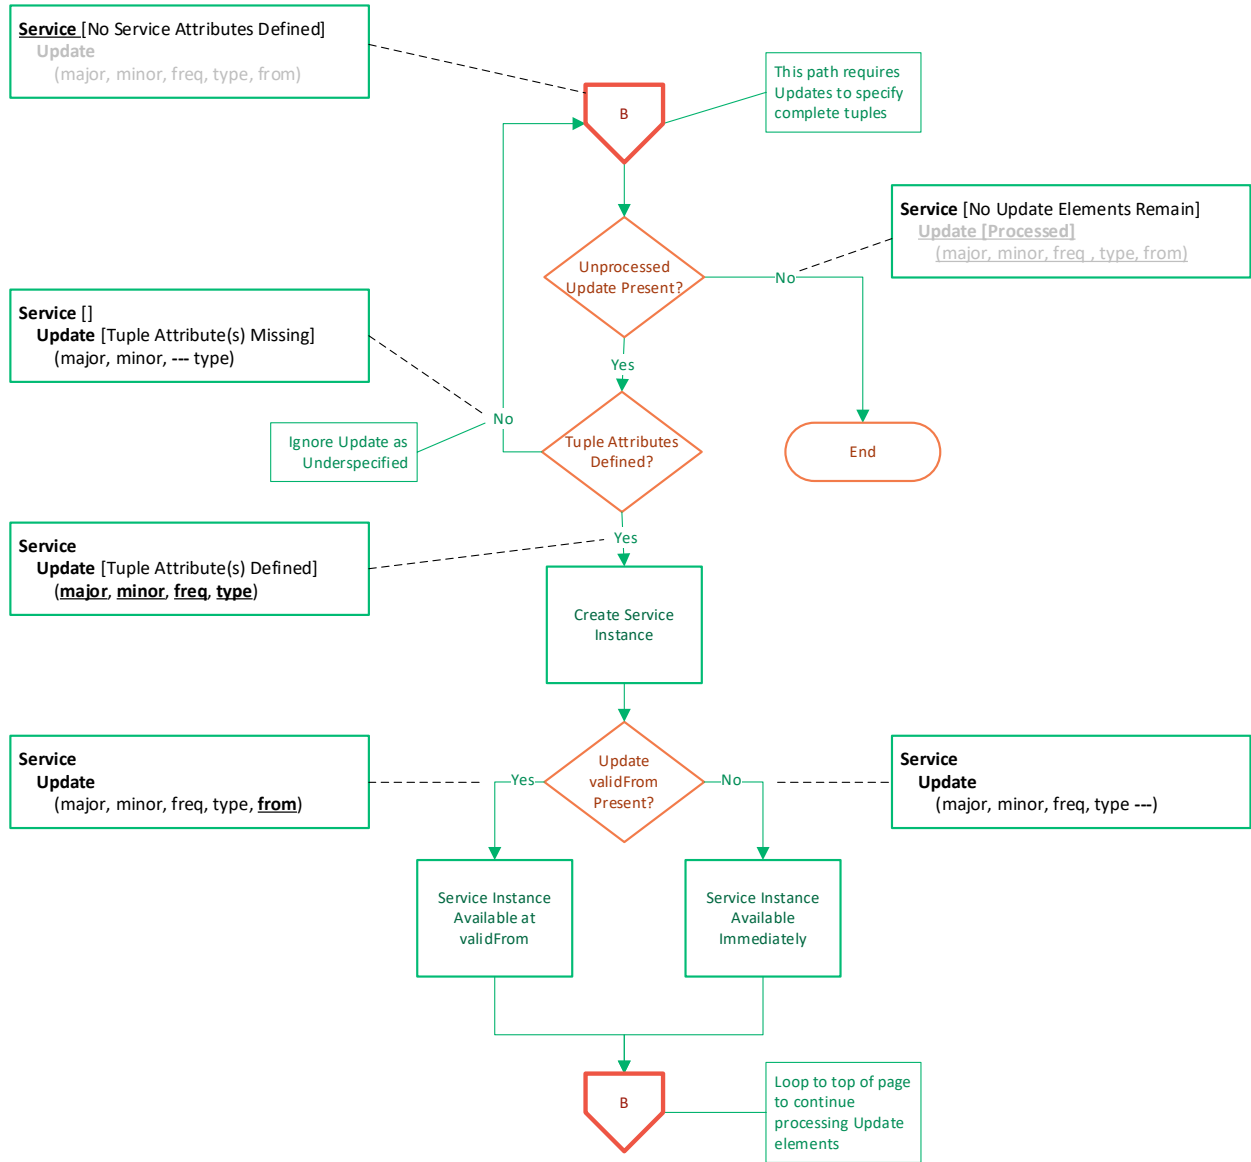 Service [No Service Attributes Defined]
Update
(major, minor, freq, type, from)
This path requires
Updates to specify
complete tuples
B
Service [No Update Elements Remain]
Update [Processed]
(major, minor, freq , type, from)
Unprocessed
Update Present?
No
Service []
Update [Tuple Attribute(s) Missing]
(major, minor, --- type)
Yes
No
Ignore Update as
Underspecified
Tuple Attributes
Defined?
End
Service
Update [Tuple Attribute(s) Defined]
(major, minor, freq, type)
Yes
Create Service
Instance
Service
Update
(major, minor, freq, type, from)
Yes
Update
validFrom
Present?
No
Service
Update
(major, minor, freq, type ---)
Service Instance
Available at
validFrom
Service Instance
Available
Immediately
B
Loop to top of page
to continue
processing Update
elements